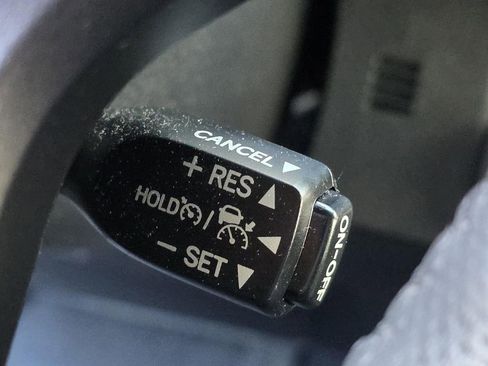 CANCEL
+ RES
HOLD /
− SET
ON-OFF